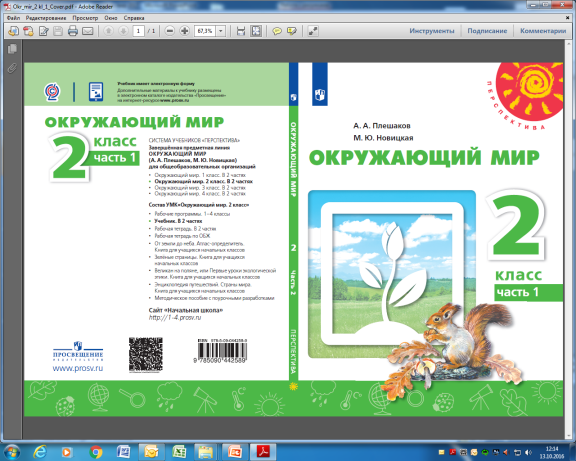 Okr_mir_2 kl_1_Cover.pdf - Adobe Reader
Файл Редактирование Просмотр Окно Справка
1 / 1
67,3%
Инструменты Подписание Комментарии
Учебник имеет электронную форму
Дополнительные материалы к учебнику размещены
в электронном каталоге издательства «Просвещение»
на интернет-ресурсе www.prosv.ru
ОКРУЖАЮЩИЙ МИР
2 класс
часть 1
СИСТЕМА УЧЕБНИКОВ «ПЕРСПЕКТИВА»
Завершённая предметная линия
ОКРУЖАЮЩИЙ МИР
(А. А. Плешаков, М. Ю. Новицкая)
для общеобразовательных организаций
• Окружающий мир. 1 класс. В 2 частях
• Окружающий мир. 2 класс. В 2 частях
• Окружающий мир. 3 класс. В 2 частях
• Окружающий мир. 4 класс. В 2 частях
Состав УМК «Окружающий мир. 2 класс»
• Рабочие программы. 1–4 классы
• Учебник. В 2 частях
• Рабочая тетрадь. В 2 частях
• Рабочая тетрадь по ОБЖ
• От земли до неба. Атлас-определитель.
Книга для учащихся начальных классов
• Зелёные страницы. Книга для учащихся
начальных классов
• Великан на поляне, или Первые уроки экологической
этики. Книга для учащихся начальных классов
• Энциклопедия путешествий. Страны мира.
Книга для учащихся начальных классов
• Методическое пособие с поурочными разработками
Сайт «Начальная школа»
http://1-4.prosv.ru
ПРОСВЕЩЕНИЕ
ИЗДАТЕЛЬСТВО
www.prosv.ru
9 785090 442589
ОКРУЖАЮЩИЙ МИР
2
Часть 2
ПЕРСПЕКТИВА
ПЕРСПЕКТИВА
А. А. Плешаков
М. Ю. Новицкая
ОКРУЖАЮЩИЙ МИР
2
класс
часть 1
12:14
13.10.2016